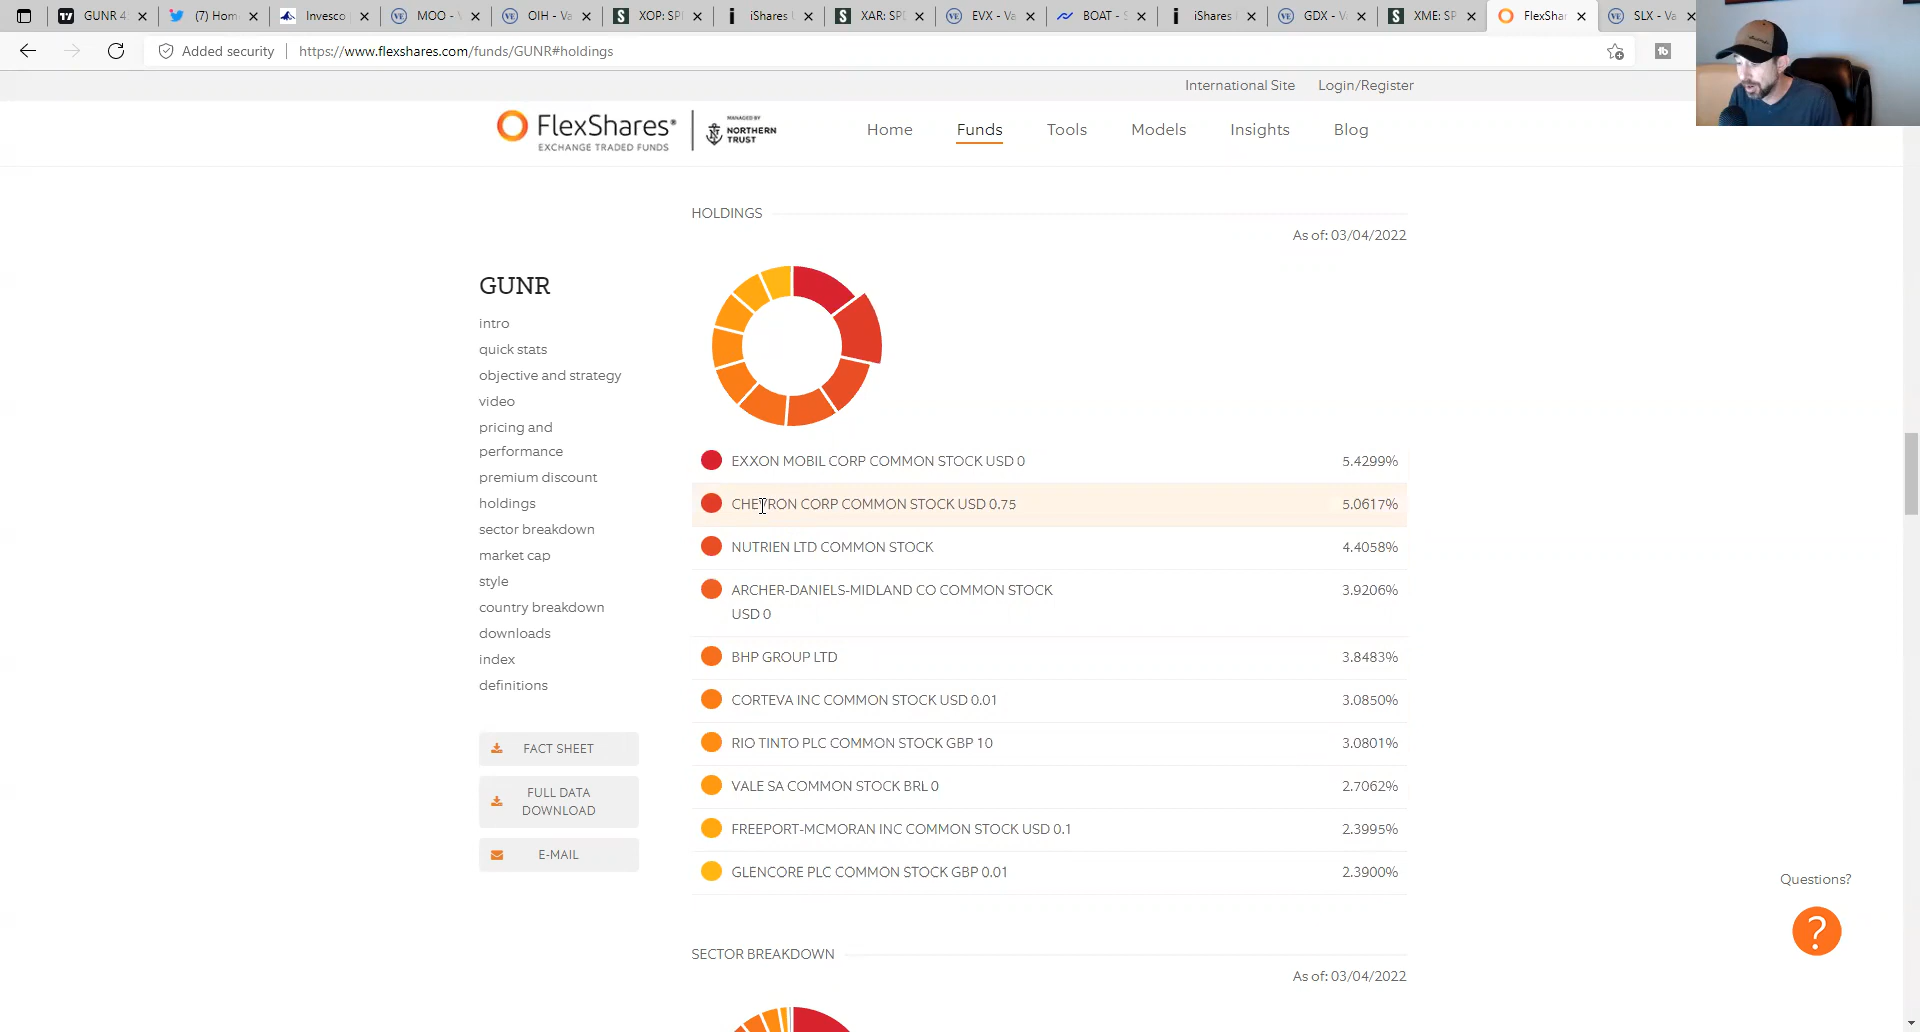 GUNR 4
(7) Hom
Invesco
MOO - V
OIH - Va
XOP: SPI
iShares
XAR: SPD
EVX - Va
BOAT - S
iShares
GDX - V
XME: SP
FlexShar
SLX - Va
Added security
https://www.flexshares.com/funds/GUNR#holdings
International Site Login/Register
FlexShares®
EXCHANGE TRADED FUNDS
MANAGED BY
NORTHERN
TRUST
Home Funds Tools Models Insights Blog
HOLDINGS
As of: 03/04/2022
GUNR
intro
quick stats
objective and strategy
video
pricing and
performance
premium discount
holdings
sector breakdown
market cap
style
country breakdown
downloads
index
definitions
FACT SHEET
FULL DATA
DOWNLOAD
E-MAIL
EXXON MOBIL CORP COMMON STOCK USD 0 5.4299%
CHEVRON CORP COMMON STOCK USD 0.75 5.0617%
NUTRIEN LTD COMMON STOCK 4.4058%
ARCHER-DANIELS-MIDLAND CO COMMON STOCK 3.9206%
USD 0
BHP GROUP LTD 3.8483%
CORTEVA INC COMMON STOCK USD 0.01 3.0850%
RIO TINTO PLC COMMON STOCK GBP 10 3.0801%
VALE SA COMMON STOCK BRL 0 2.7062%
FREEPORT-MCMORAN INC COMMON STOCK USD 0.1 2.3995%
GLENCORE PLC COMMON STOCK GBP 0.01 2.3900%
Questions?
?
SECTOR BREAKDOWN
As of: 03/04/2022